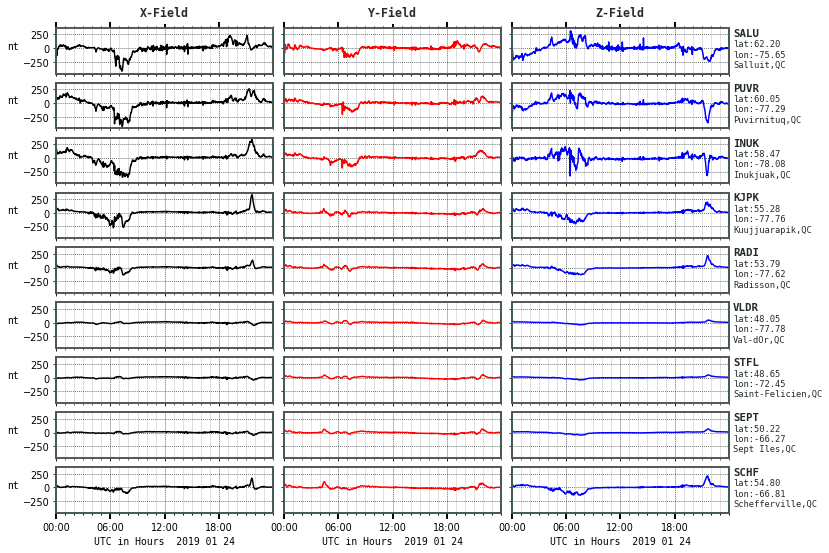 X-Field Y-Field Z-Field
nt 250 0 −250 SALU
lat:62.20
lon:-75.65
Salluit,QC
nt 250 0 −250 PUVR
lat:60.05
lon:-77.29
Puvirnituq,QC
nt 250 0 −250 INUK
lat:58.47
lon:-78.08
Inukjuak,QC
nt 250 0 −250 KJPK
lat:55.28
lon:-77.76
Kuujjuarapik,QC
nt 250 0 −250 RADI
lat:53.79
lon:-77.62
Radisson,QC
nt 250 0 −250 VLDR
lat:48.05
lon:-77.78
Val-dOr,QC
nt 250 0 −250 STFL
lat:48.65
lon:-72.45
Saint-Felicien,QC
nt 250 0 −250 SEPT
lat:50.22
lon:-66.27
Sept Iles,QC
nt 250 0 −250 SCHF
lat:54.80
lon:-66.81
Schefferville,QC
00:00 06:00 12:00 18:00 00:00 06:00 12:00 18:00 00:00 06:00 12:00 18:00
UTC in Hours 2019 01 24 UTC in Hours 2019 01 24 UTC in Hours 2019 01 24